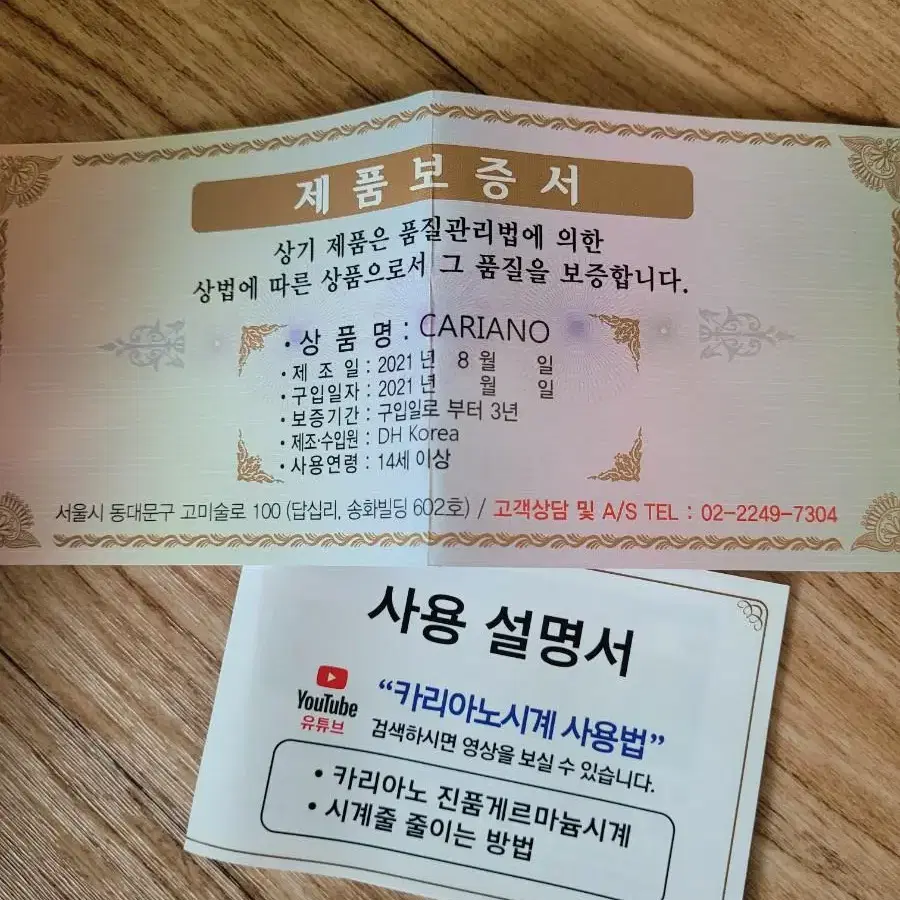 제품보증서
상기 제품은 품질관리법에 의한
상법에 따른 상품으로서 그 품질을 보증합니다.
• 상 품 명 : CARIANO
• 제 조 일 : 2021 년 8 월 일
• 구입일자 : 2021 년 월 일
• 보증기간 : 구입일로 부터 3년
• 제조·수입원 : DH Korea
• 사용연령 : 14세 이상
서울시 동대문구 고미술로 100 (답십리, 송화빌딩 602호) / 고객상담 및 A/S TEL : 02-2249-7304
사용 설명서
YouTube
유튜브
“카리아노시계 사용법”
검색하시면 영상을 보실 수 있습니다.
• 카리아노 진품게르마늄시계
• 시계줄 줄이는 방법